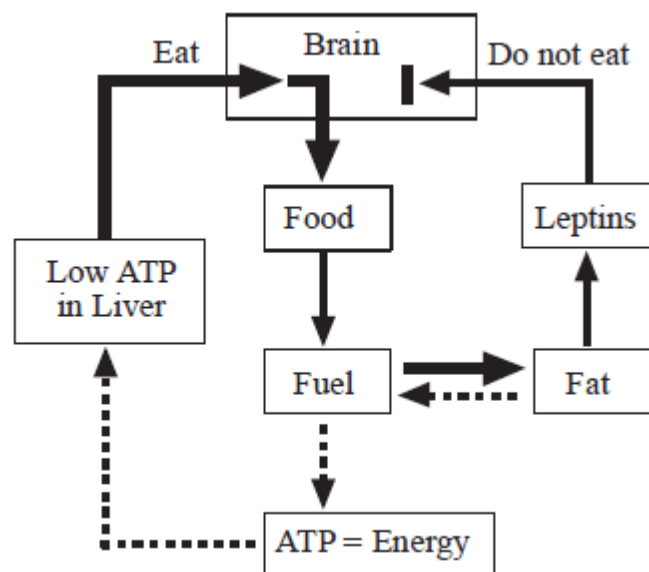 Brain
Eat
Do not eat
Food
Leptins
Low ATP
in Liver
Fuel
Fat
ATP = Energy